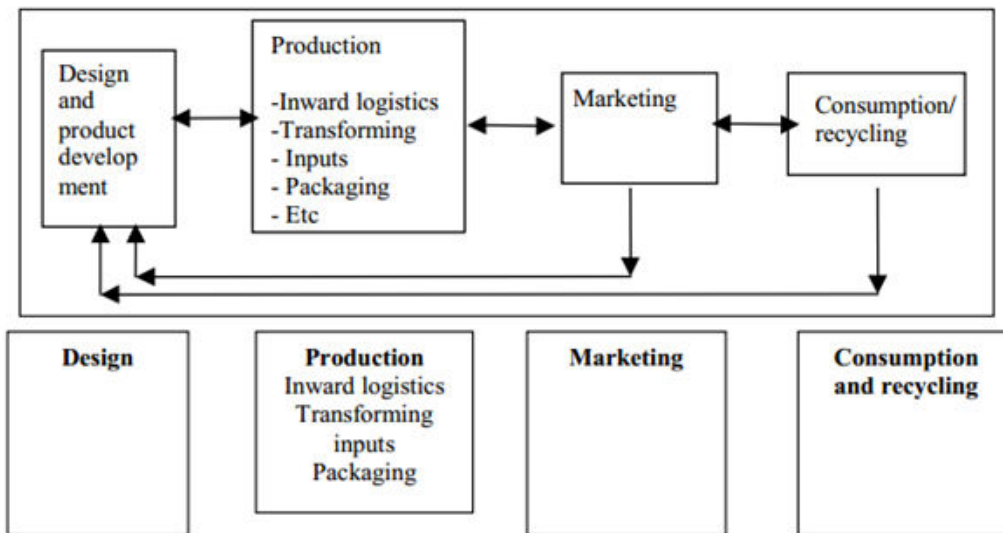 Design
and
product
develop
ment
Production
-Inward logistics
-Transforming
- Inputs
- Packaging
- Etc
Marketing
Consumption/
recycling
Design
Production
Inward logistics
Transforming
inputs
Packaging
Marketing
Consumption
and recycling